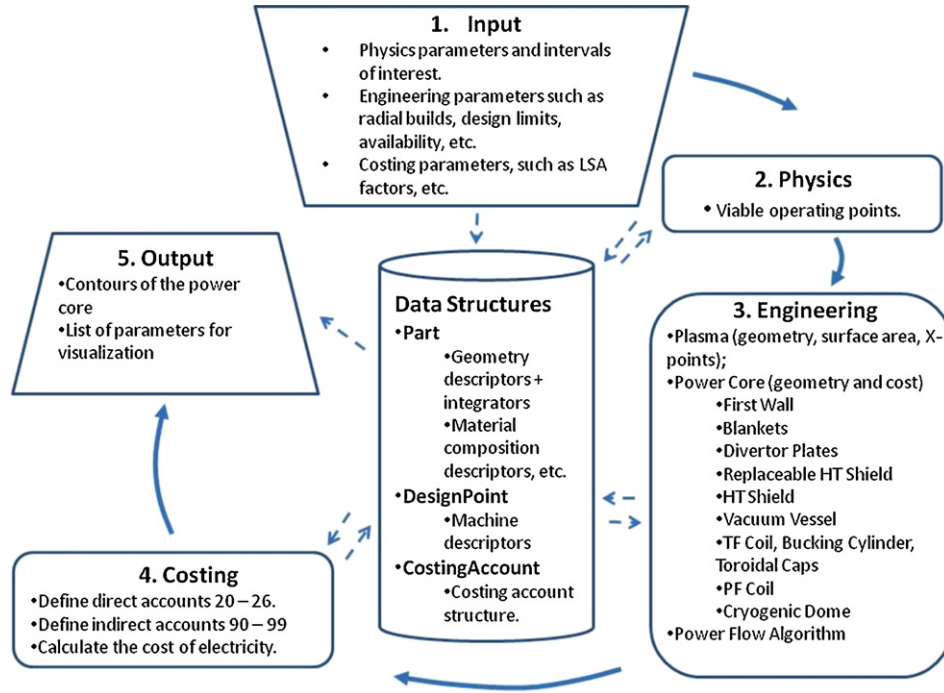 1. Input
• Physics parameters and intervals
of interest.
• Engineering parameters such as
radial builds, design limits,
availability, etc.
• Costing parameters, such as LSA
factors, etc.
2. Physics
• Viable operating points.
3. Engineering
•Plasma (geometry, surface area, X-
points);
•Power Core (geometry and cost)
•First Wall
•Blankets
•Divertor Plates
•Replaceable HT Shield
•HT Shield
•Vacuum Vessel
•TF Coil, Bucking Cylinder,
Toroidal Caps
•PF Coil
•Cryogenic Dome
•Power Flow Algorithm
Data Structures
•Part
•Geometry
descriptors +
integrators
•Material
composition
descriptors, etc.
•DesignPoint
•Machine
descriptors
•CostingAccount
•Costing account
structure.
4. Costing
•Define direct accounts 20 – 26.
•Define indirect accounts 90 – 99
•Calculate the cost of electricity.
5. Output
•Contours of the power
core
•List of parameters for
visualization